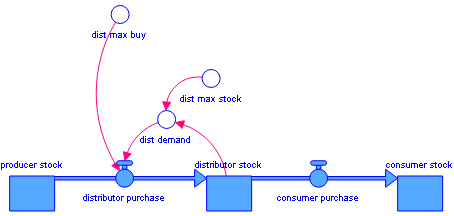 dist max buy
dist max stock
dist demand
producer stock
distributor stock
consumer stock
distributor purchase
consumer purchase